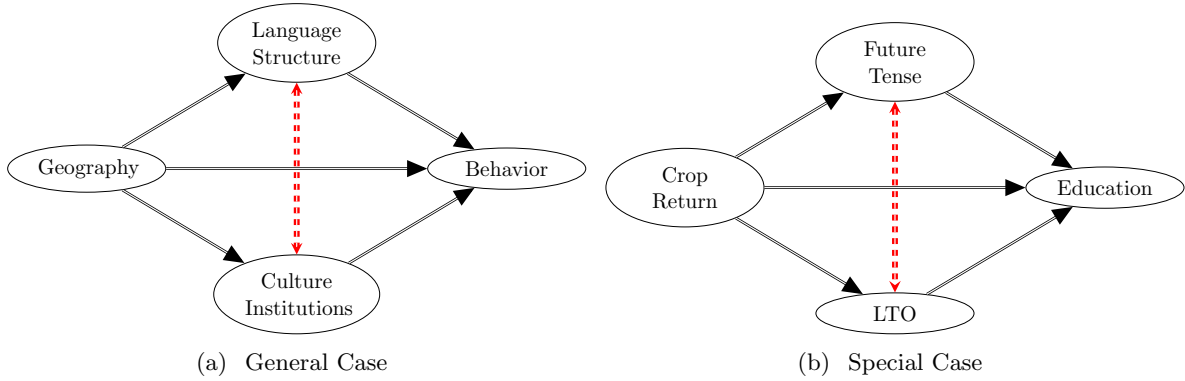 Language
Structure
Geography
Behavior
Culture
Institutions
(a) General Case
Future
Tense
Crop
Return
Education
LTO
(b) Special Case